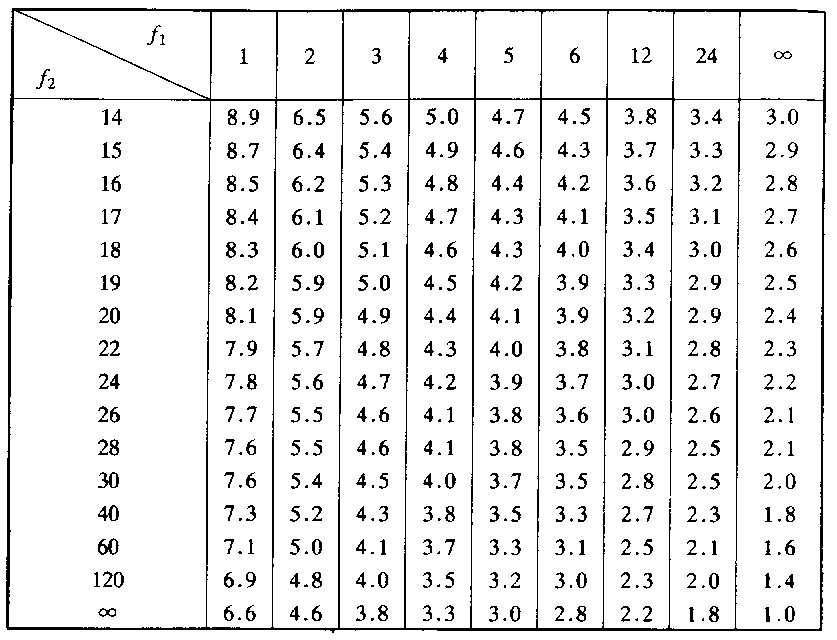 f1
f2 1 2 3 4 5 6 12 24 ∞
14 8.9 6.5 5.6 5.0 4.7 4.5 3.8 3.4 3.0
15 8.7 6.4 5.4 4.9 4.6 4.3 3.7 3.3 2.9
16 8.5 6.2 5.3 4.8 4.4 4.2 3.6 3.2 2.8
17 8.4 6.1 5.2 4.7 4.3 4.1 3.5 3.1 2.7
18 8.3 6.0 5.1 4.6 4.3 4.0 3.4 3.0 2.6
19 8.2 5.9 5.0 4.5 4.2 3.9 3.3 2.9 2.5
20 8.1 5.9 4.9 4.4 4.1 3.9 3.2 2.9 2.4
22 7.9 5.7 4.8 4.3 4.0 3.8 3.1 2.8 2.3
24 7.8 5.6 4.7 4.2 3.9 3.7 3.0 2.7 2.2
26 7.7 5.5 4.6 4.1 3.8 3.6 3.0 2.6 2.1
28 7.6 5.5 4.6 4.1 3.8 3.5 2.9 2.5 2.1
30 7.6 5.4 4.5 4.0 3.7 3.5 2.8 2.5 2.0
40 7.3 5.2 4.3 3.8 3.5 3.3 2.7 2.3 1.8
60 7.1 5.0 4.1 3.7 3.3 3.1 2.5 2.1 1.6
120 6.9 4.8 4.0 3.5 3.2 3.0 2.3 2.0 1.4
∞ 6.6 4.6 3.8 3.3 3.0 2.8 2.2 1.8 1.0